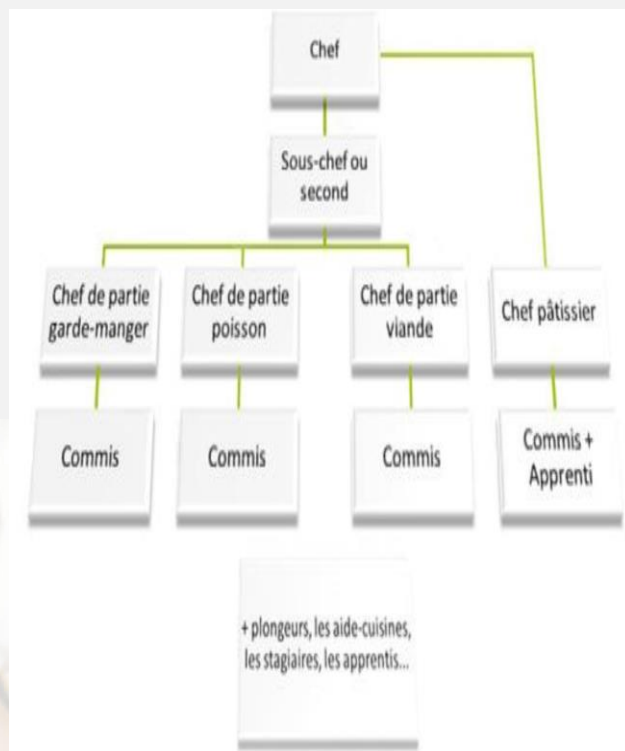 Chef
Sous-chef ou
second
Chef de partie
garde-manger
Chef de partie
poisson
Chef de partie
viande
Chef pâtissier
Commis
Commis
Commis
Commis +
Apprenti
+ plongeurs, les aide-cuisines,
les stagiaires, les apprentis...